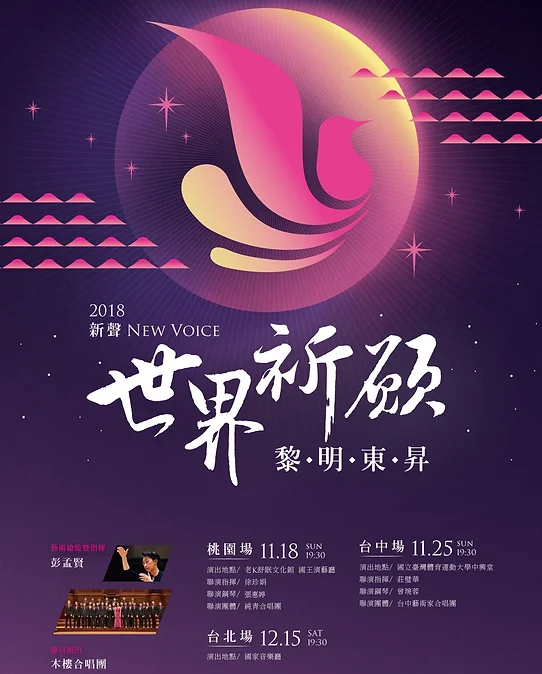 2018
新聲 NEW VOICE
世界祈願
黎·明·東·昇
藝術總監暨指揮
彭孟賢
節目演出
木樓合唱團
桃園場 11.18 SUN 19:30
演出地點/ 老K舒眠文化館 國王演藝廳
聯演指揮/ 徐珍娟
聯演鋼琴/ 張惠婷
聯演團體/ 純青合唱團
台北場 12.15 SAT 19:30
演出地點/ 國家音樂廳
台中場 11.25 SUN 19:30
演出地點/ 國立臺灣體育運動大學中興堂
聯演指揮/ 莊璧華
聯演鋼琴/ 曾婉蓉
聯演團體/ 台中藝術家合唱團